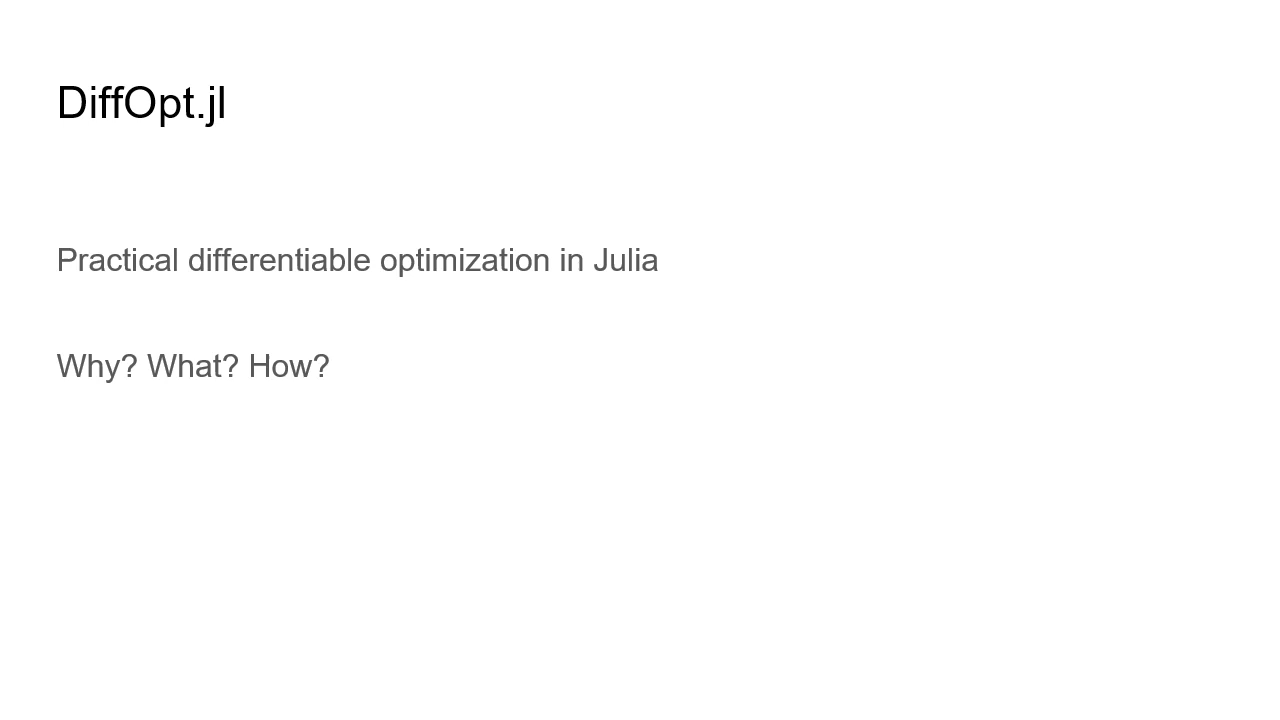 DiffOpt.jl
Practical differentiable optimization in Julia
Why? What? How?